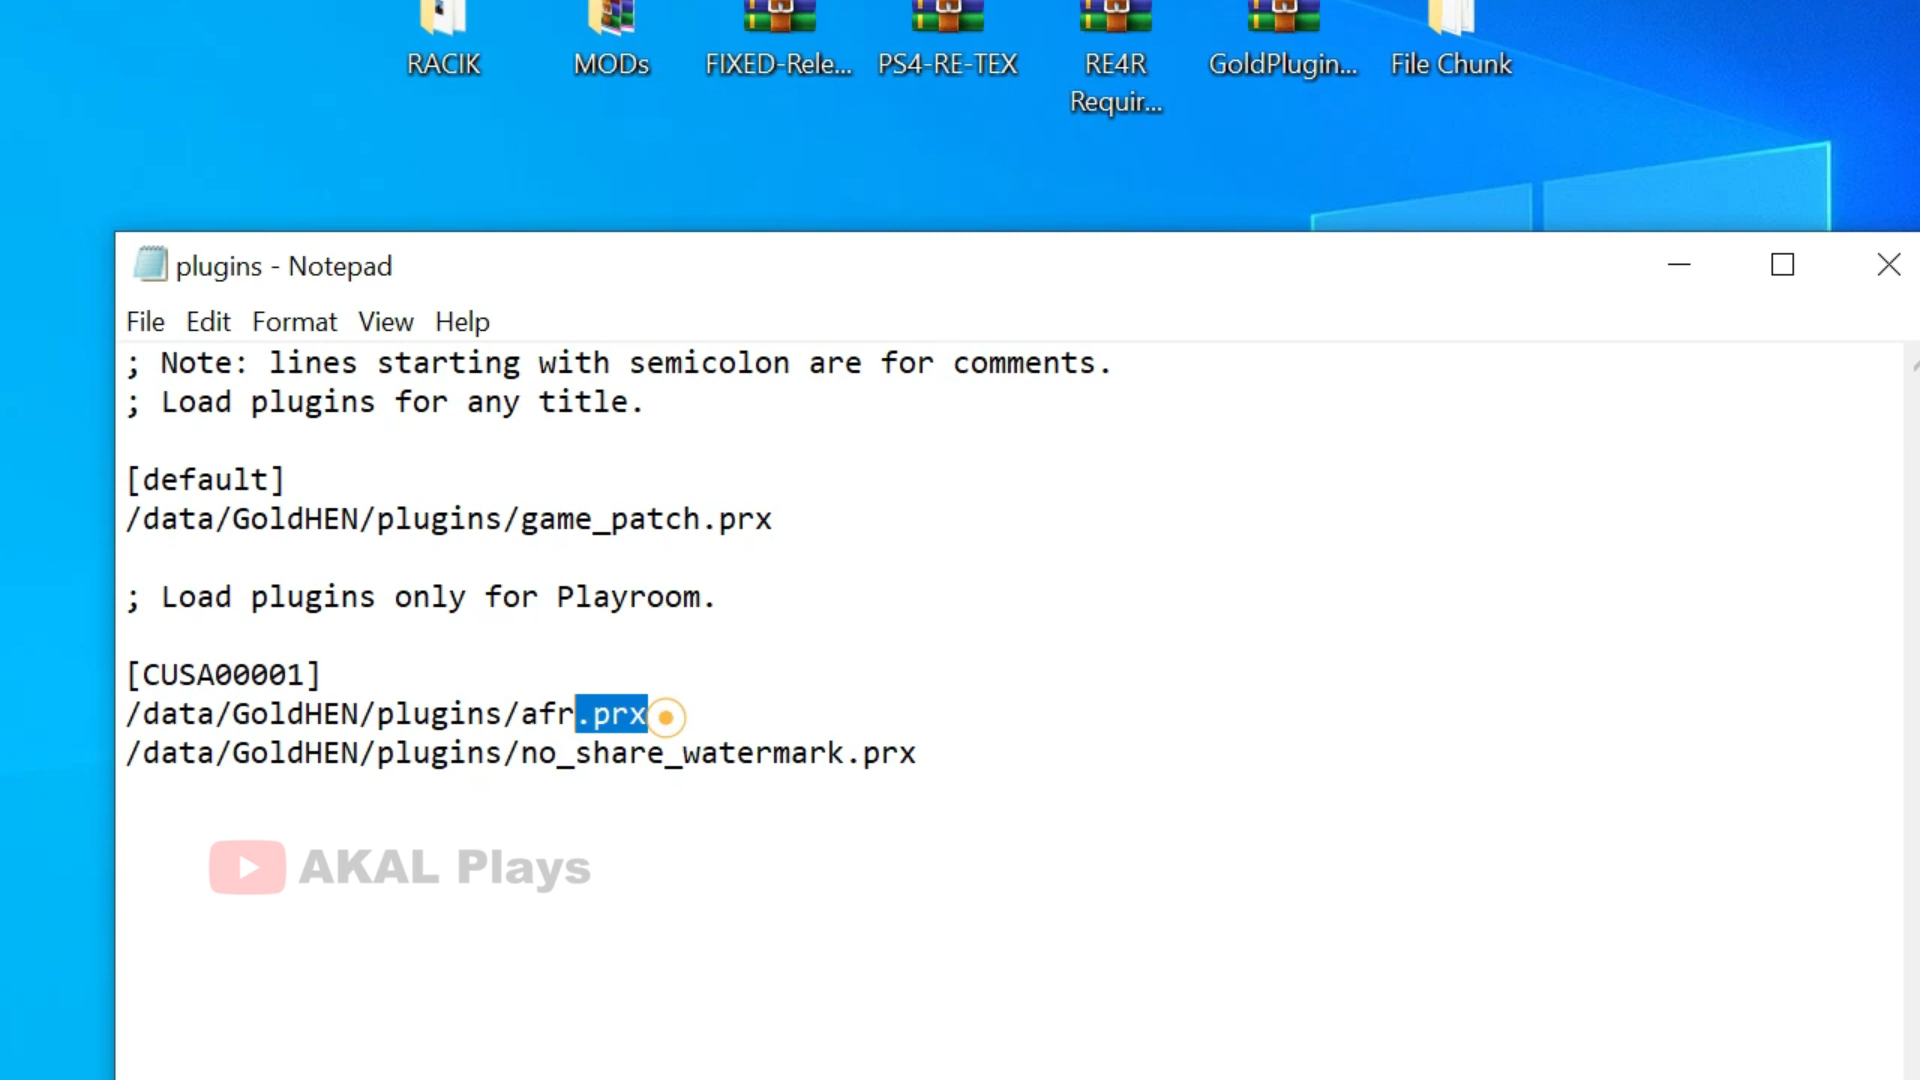 RACIK
MODs
FIXED-Rele...
PS4-RE-TEX
RE4R
Requir...
GoldPlugin...
File Chunk
plugins - Notepad
File Edit Format View Help
; Note: lines starting with semicolon are for comments.
; Load plugins for any title.
[default]
/data/GoldHEN/plugins/game_patch.prx
; Load plugins only for Playroom.
[CUSA00001]
/data/GoldHEN/plugins/afr.prx
/data/GoldHEN/plugins/no_share_watermark.prx
AKAL Plays